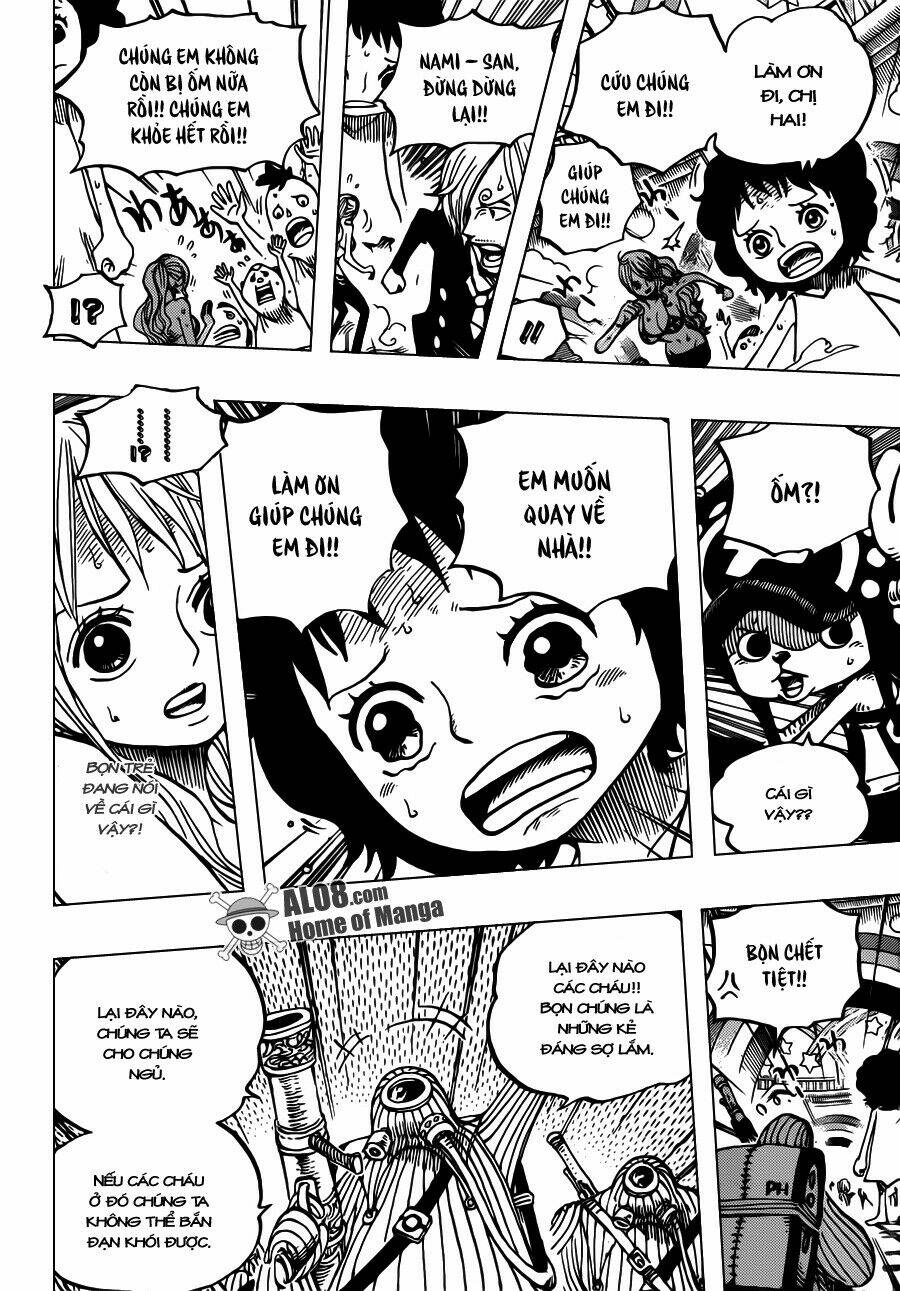 LÀM ƠN
ĐI, CHỊ
HAI!
CỨU CHÚNG
EM ĐI!!
GIÚP
CHÚNG
EM ĐI!!
!!
NAMI – SAN,
ĐỪNG DỪNG
LẠI!!
CHÚNG EM KHÔNG
CÒN BỊ ỐM NỮA
RỒI!! CHÚNG EM
KHỎE HẾT RỒI!!
!?
ỐM?!
CÁI GÌ
VẬY??
EM MUỐN
QUAY VỀ
NHÀ!!
LÀM ƠN
GIÚP CHÚNG
EM ĐI!!
!?
BỌN TRẺ
ĐANG NÓI
VỀ CÁI GÌ
VẬY?!
AL08.com
Home of Manga
BỌN CHẾT
TIỆT!!
PH
LẠI ĐÂY NÀO
CÁC CHÁU!!
BỌN CHÚNG LÀ
NHỮNG KẺ
ĐÁNG SỢ LẮM.
LẠI ĐÂY NÀO,
CHÚNG TA SẼ
CHO CHÚNG
NGỦ.
NẾU CÁC CHÁU
Ở ĐÓ CHÚNG TA
KHÔNG THỂ BẮN
ĐẠN KHÓI ĐƯỢC.